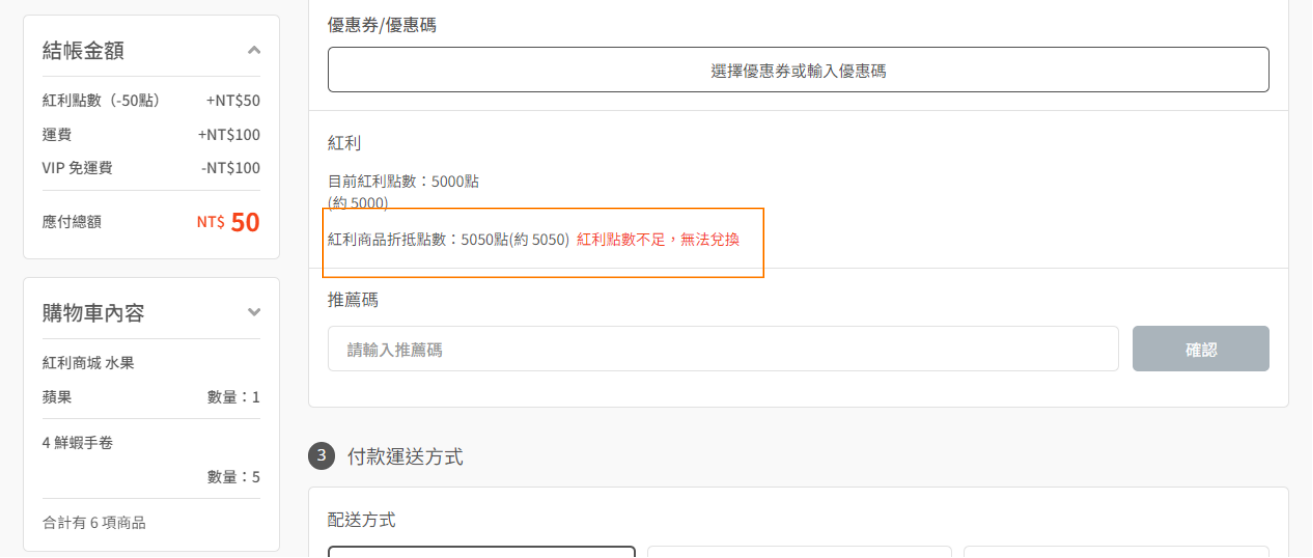 結帳金額
紅利點數（-50點） +NT$50
運費 +NT$100
VIP 免運費 -NT$100
應付總額 NT$ 50
購物車內容
紅利商城 水果
蘋果 數量：1
4 鮮蝦手卷
數量：5
合計有 6 項商品
優惠券/優惠碼
選擇優惠券或輸入優惠碼
紅利
目前紅利點數：5000點
(約 5000)
紅利商品折抵點數：5050點(約 5050) 紅利點數不足，無法兌換
推薦碼
請輸入推薦碼 確認
3 付款運送方式
配送方式